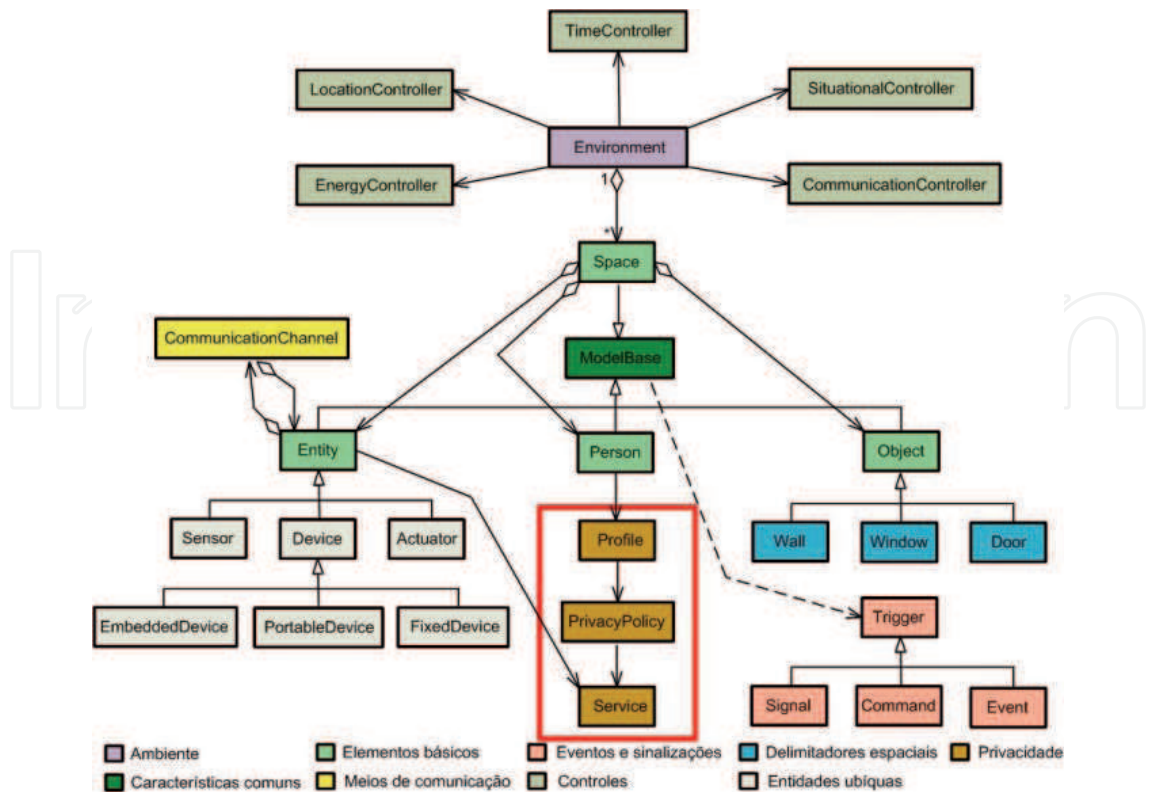 TimeController
LocationController
SituationalController
Environment
EnergyController
CommunicationController
1
*
Space
CommunicationChannel
ModelBase
Entity
Person
Object
Sensor
Device
Actuator
Profile
Wall
Window
Door
EmbeddedDevice
PortableDevice
FixedDevice
PrivacyPolicy
Trigger
Service
Signal
Command
Event
Ambiente
Elementos básicos
Eventos e sinalizações
Delimitadores espaciais
Privacidade
Características comuns
Meios de comunicação
Controles
Entidades ubíquas